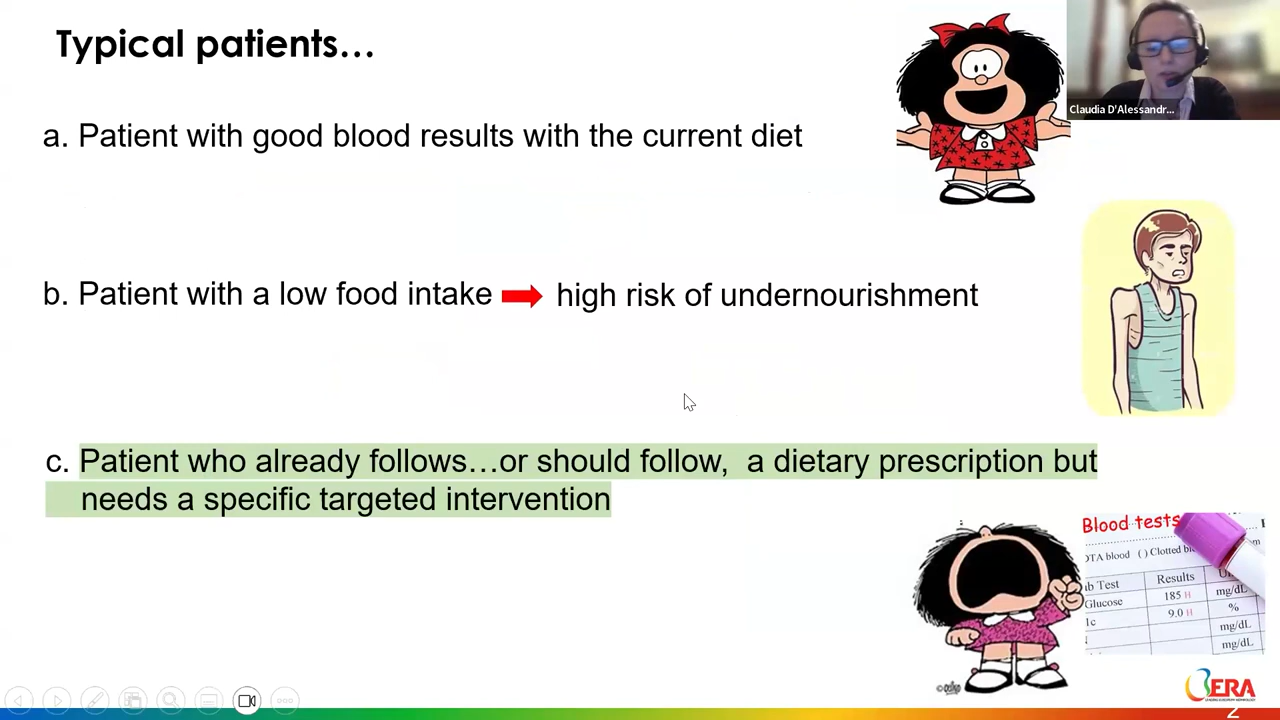 Typical patients…
Claudia D'Alessandr...
a. Patient with good blood results with the current diet
b. Patient with a low food intake
high risk of undernourishment
c. Patient who already follows…or should follow, a dietary prescription but
needs a specific targeted intervention
Blood tests
OTA blood ( ) Clotted
Test
Results
Glucose
185 H
mg/dL
1c
9.0 H
%
mg/dL
mg/dL
ERA
2